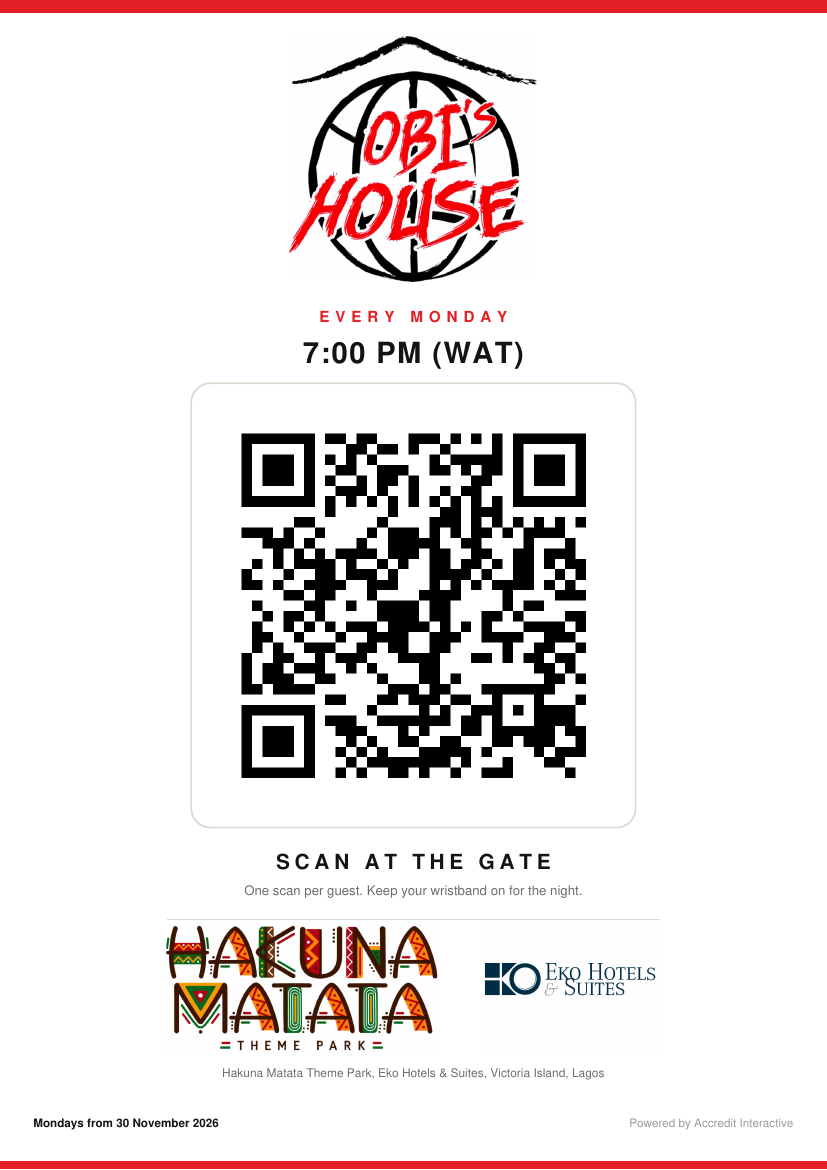 OBI'S
HOUSE
EVERY MONDAY
7:00 PM (WAT)
SCAN AT THE GATE
One scan per guest. Keep your wristband on for the night.
HAKUNA
MATATA
THEME PARK
EKO HOTELS
& SUITES
Hakuna Matata Theme Park, Eko Hotels & Suites, Victoria Island, Lagos
Mondays from 30 November 2026
Powered by Accredit Interactive